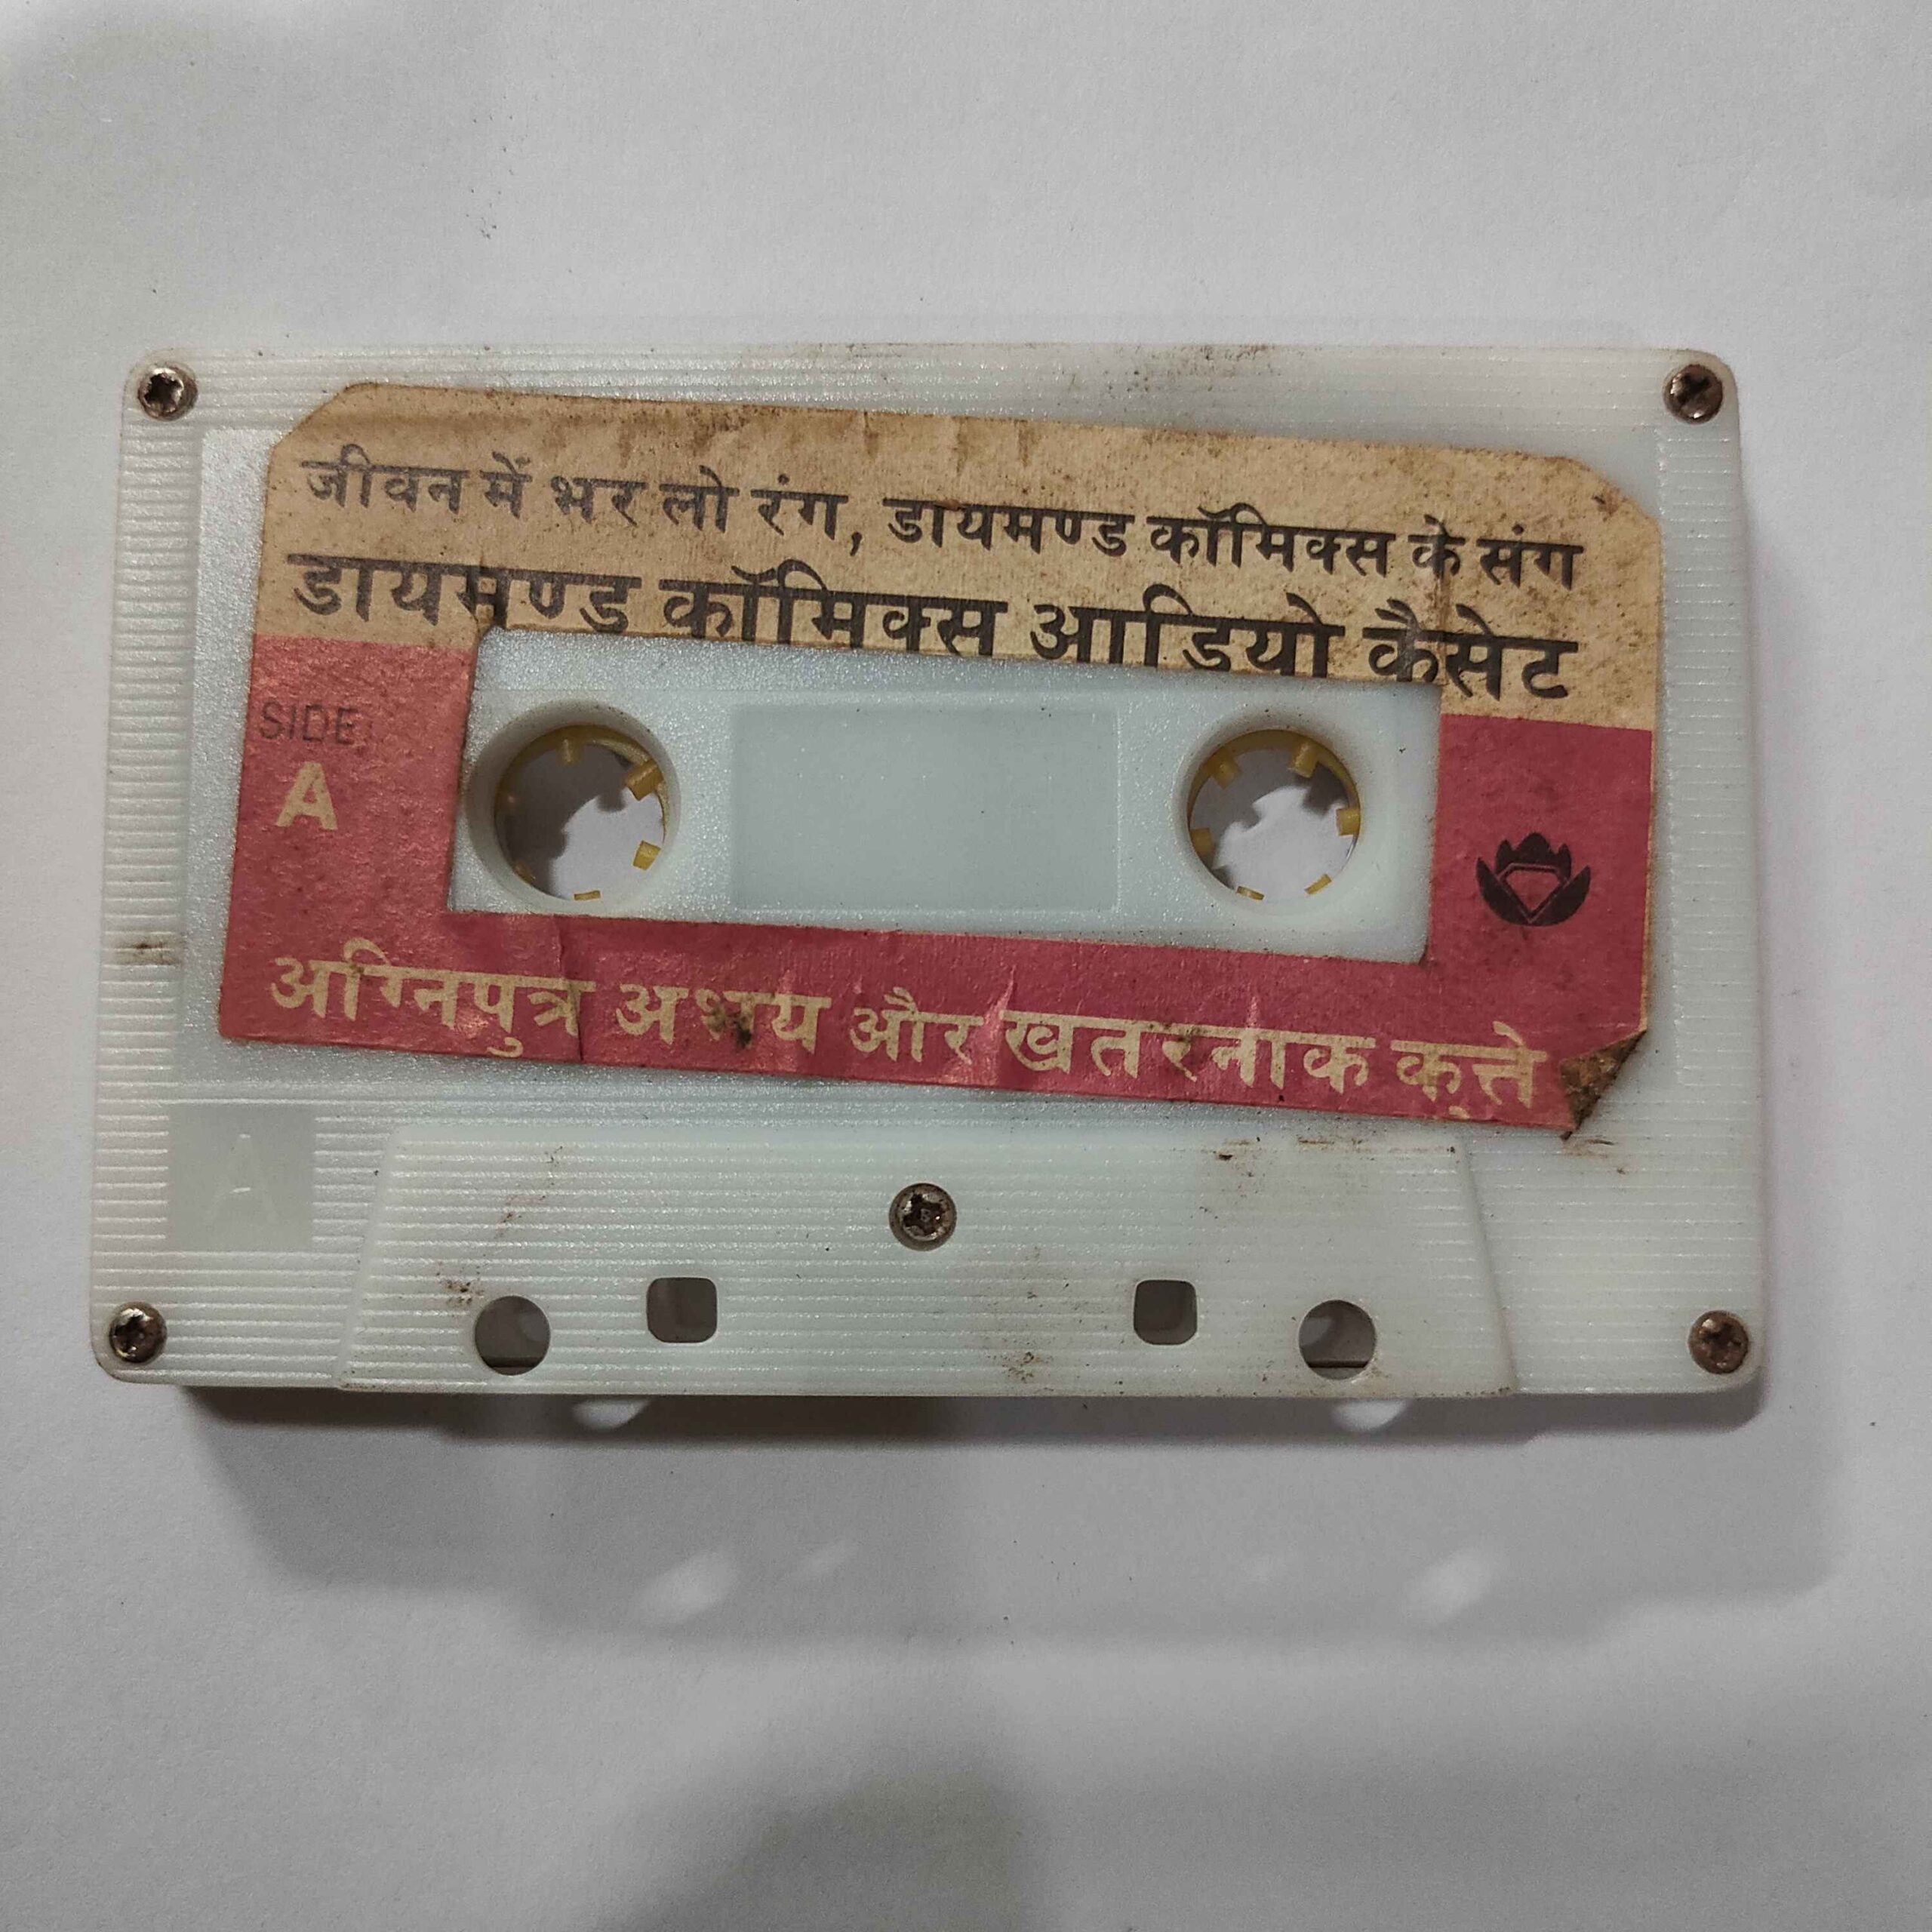 जीवन में भर लो रंग, डायमण्ड कॉमिक्स के संग
डायमण्ड कॉमिक्स आडियो कैसेट
SIDE
A
अग्निपुत्र अभय और खतरनाक कुत्ते
A